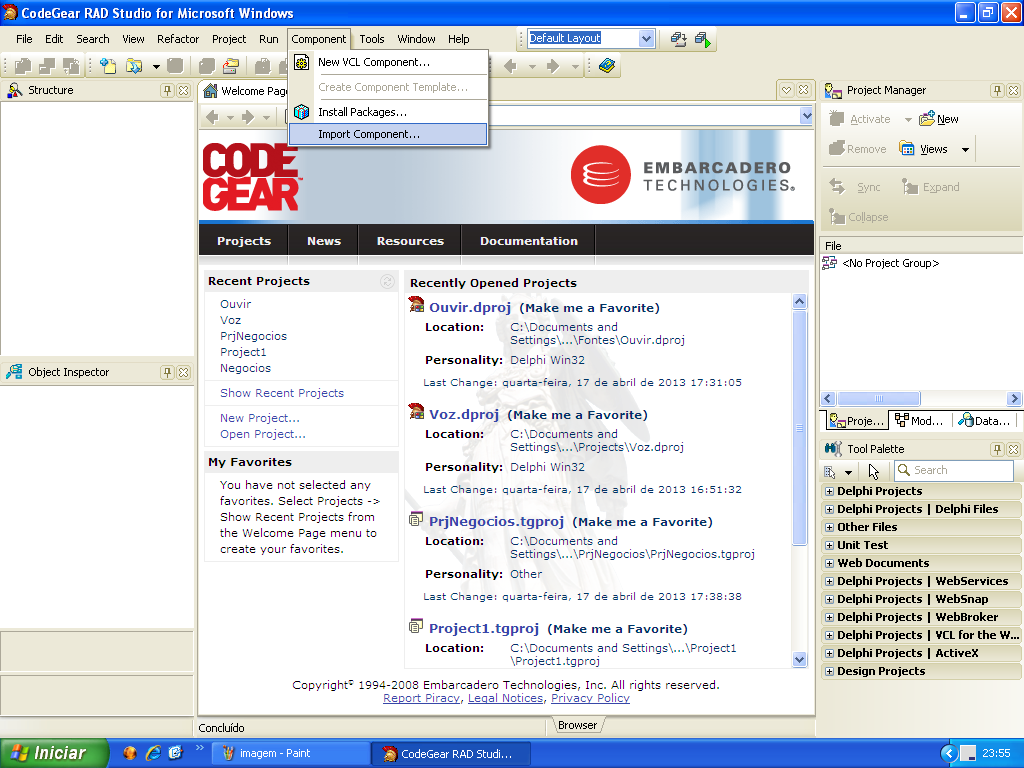 CodeGear RAD Studio for Microsoft Windows
File Edit Search View Refactor Project Run Component Tools Window Help
Default Layout
New VCL Component...
Create Component Template...
Install Packages...
Import Component...
Structure
Object Inspector
Welcome Pag
CODE
GEAR™
EMBARCADERO
TECHNOLOGIES®
Projects News Resources Documentation
Recent Projects
Ouvir
Voz
PrjNegocios
Project1
Negocios
Show Recent Projects
New Project...
Open Project...
My Favorites
You have not selected any
favorites. Select Projects ->
Show Recent Projects from
the Welcome Page menu to
create your favorites.
Recently Opened Projects
Ouvir.dproj (Make me a Favorite)
Location: C:\Documents and
Settings\...\Fontes\Ouvir.dproj
Personality: Delphi Win32
Last Change: quarta-feira, 17 de abril de 2013 17:31:05
Voz.dproj (Make me a Favorite)
Location: C:\Documents and
Settings\...\Projects\Voz.dproj
Personality: Delphi Win32
Last Change: quarta-feira, 17 de abril de 2013 16:51:32
PrjNegocios.tgproj (Make me a Favorite)
Location: C:\Documents and
Settings\...\PrjNegocios\PrjNegocios.tgproj
Personality: Other
Last Change: quarta-feira, 17 de abril de 2013 17:38:38
Project1.tgproj (Make me a Favorite)
Location: C:\Documents and Settings\...\Project1
\Project1.tgproj
Copyright© 1994-2008 Embarcadero Technologies, Inc. All rights reserved.
Report Piracy, Legal Notices, Privacy Policy
Concluído
Browser
Project Manager
Activate New
Remove Views
Sync Expand
Collapse
File
<No Project Group>
Proje... Mod... Data...
Tool Palette
Search
Delphi Projects
Delphi Projects | Delphi Files
Other Files
Unit Test
Web Documents
Delphi Projects | WebServices
Delphi Projects | WebSnap
Delphi Projects | WebBroker
Delphi Projects | VCL for the W...
Delphi Projects | ActiveX
Design Projects
Iniciar
imagem - Paint
CodeGear RAD Studi...
23:55